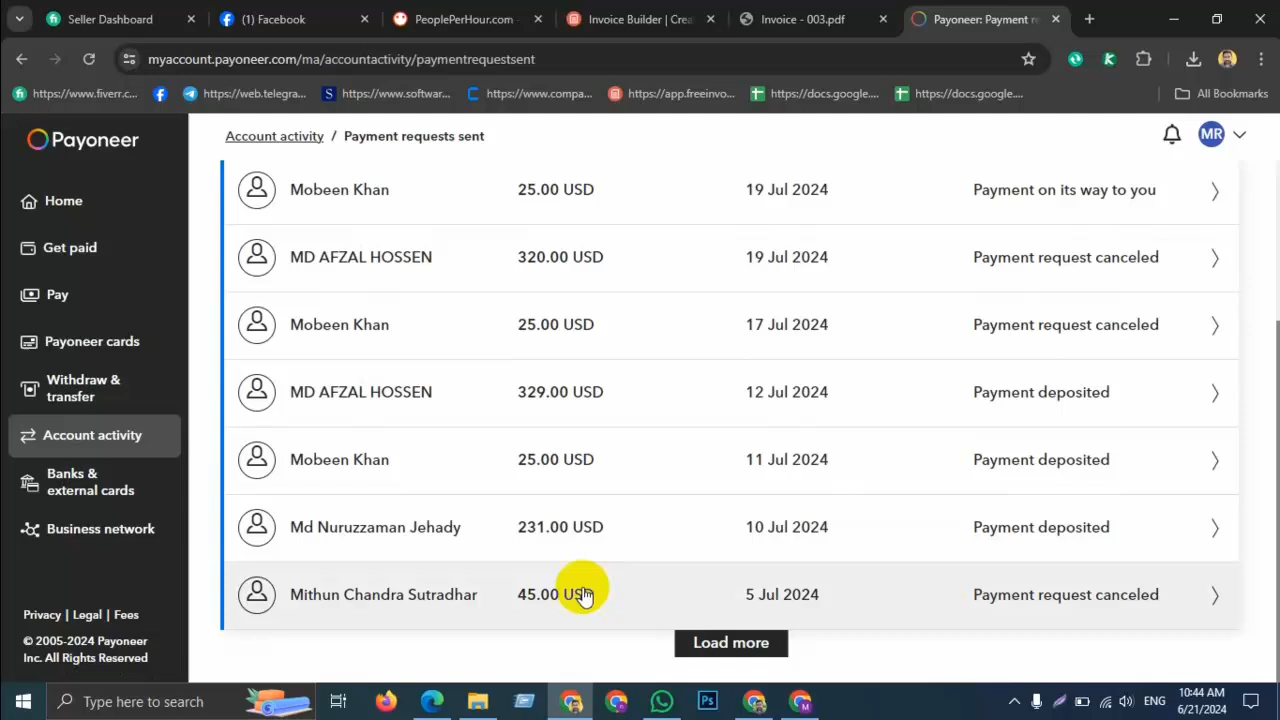 Seller Dashboard
(1) Facebook
PeoplePerHour.com -
Invoice Builder | Crea
Invoice - 003.pdf
Payoneer: Payment re
myaccount.payoneer.com/ma/accountactivity/paymentrequestsent
https://www.fiverr.c...
https://web.telegra...
S https://www.softwar...
https://www.compa...
https://app.freeinvo...
https://docs.google....
https://docs.google....
All Bookmarks
Payoneer
Home
Get paid
Pay
Payoneer cards
Withdraw &
transfer
Account activity
Banks &
external cards
Business network
Privacy | Legal | Fees
© 2005-2024 Payoneer
Inc. All Rights Reserved
Account activity / Payment requests sent
MR
Mobeen Khan 25.00 USD 19 Jul 2024 Payment on its way to you
MD AFZAL HOSSEN 320.00 USD 19 Jul 2024 Payment request canceled
Mobeen Khan 25.00 USD 17 Jul 2024 Payment request canceled
MD AFZAL HOSSEN 329.00 USD 12 Jul 2024 Payment deposited
Mobeen Khan 25.00 USD 11 Jul 2024 Payment deposited
Md Nuruzzaman Jehady 231.00 USD 10 Jul 2024 Payment deposited
Mithun Chandra Sutradhar 45.00 USD 5 Jul 2024 Payment request canceled
Load more
Type here to search
Ps
ENG
10:44 AM
6/21/2024